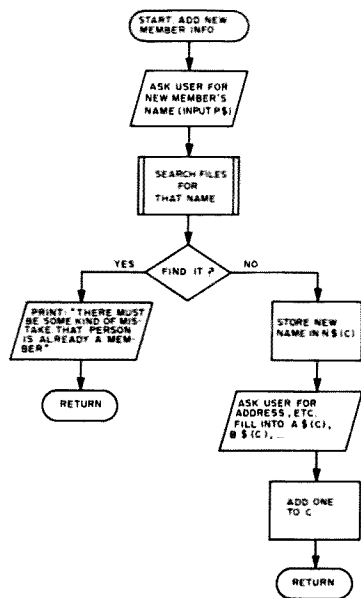 START ADD NEW
MEMBER INFO
ASK USER FOR
NEW MEMBER'S
NAME (INPUT P$)
SEARCH FILES
FOR
THAT NAME
FIND IT ?
YES
NO
PRINT: "THERE MUST
BE SOME KIND OF MIS-
TAKE THAT PERSON
IS ALREADY A MEM-
BER"
RETURN
STORE NEW
NAME IN N$(C)
ASK USER FOR
ADDRESS, ETC.
FILL INTO A$(C),
B$(C), ...
ADD ONE
TO C
RETURN